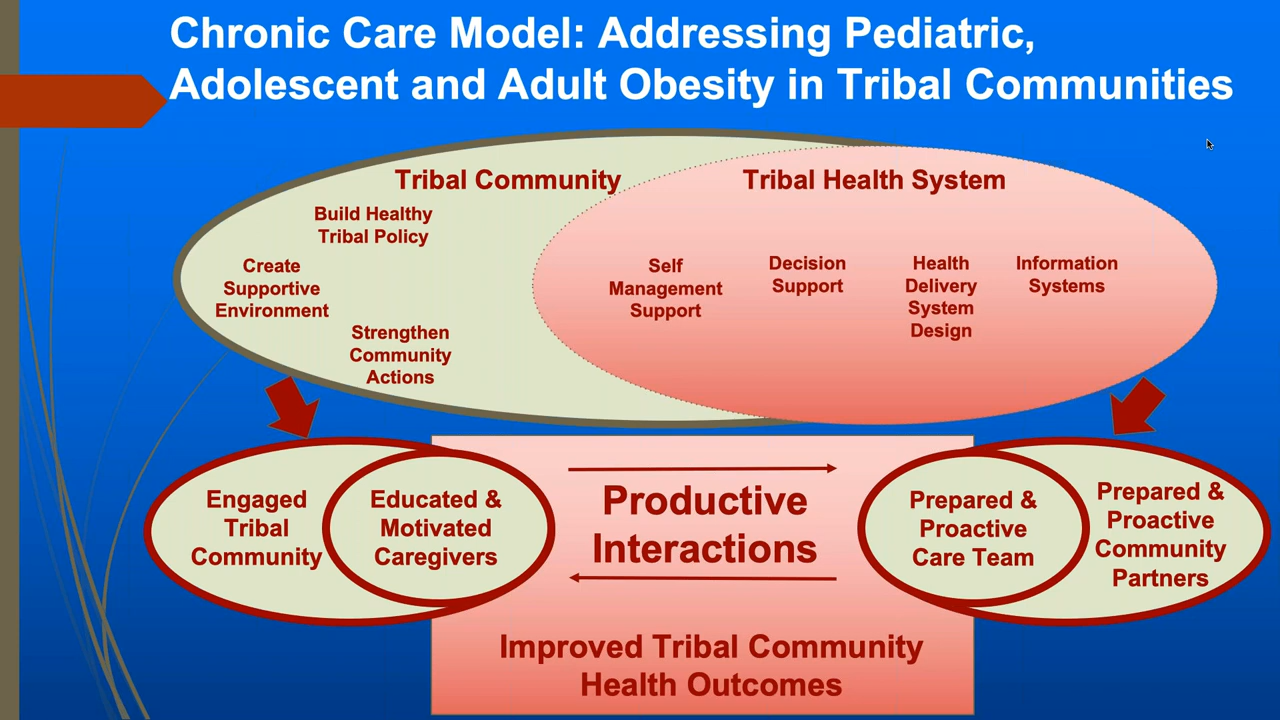 Chronic Care Model: Addressing Pediatric,
Adolescent and Adult Obesity in Tribal Communities
Tribal Community
Build Healthy
Tribal Policy
Create
Supportive
Environment
Strengthen
Community
Actions
Tribal Health System
Self
Management
Support
Decision
Support
Health
Delivery
System
Design
Information
Systems
Engaged
Tribal
Community
Educated &
Motivated
Caregivers
Productive
Interactions
Prepared &
Proactive
Care Team
Prepared &
Proactive
Community
Partners
Improved Tribal Community
Health Outcomes